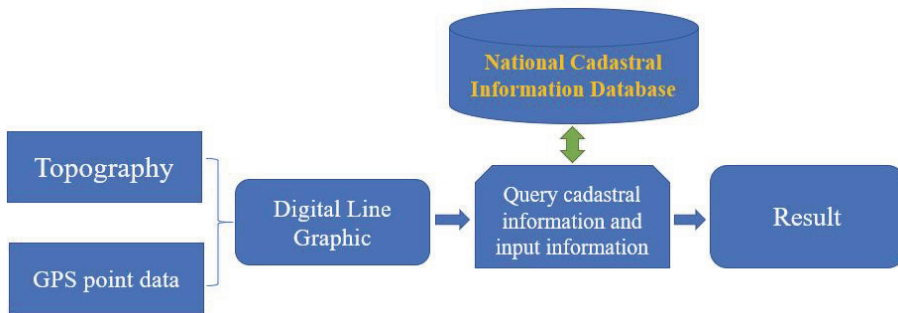 National Cadastral
Information Database
Topography
GPS point data
Digital Line
Graphic
Query cadastral
information and
input information
Result